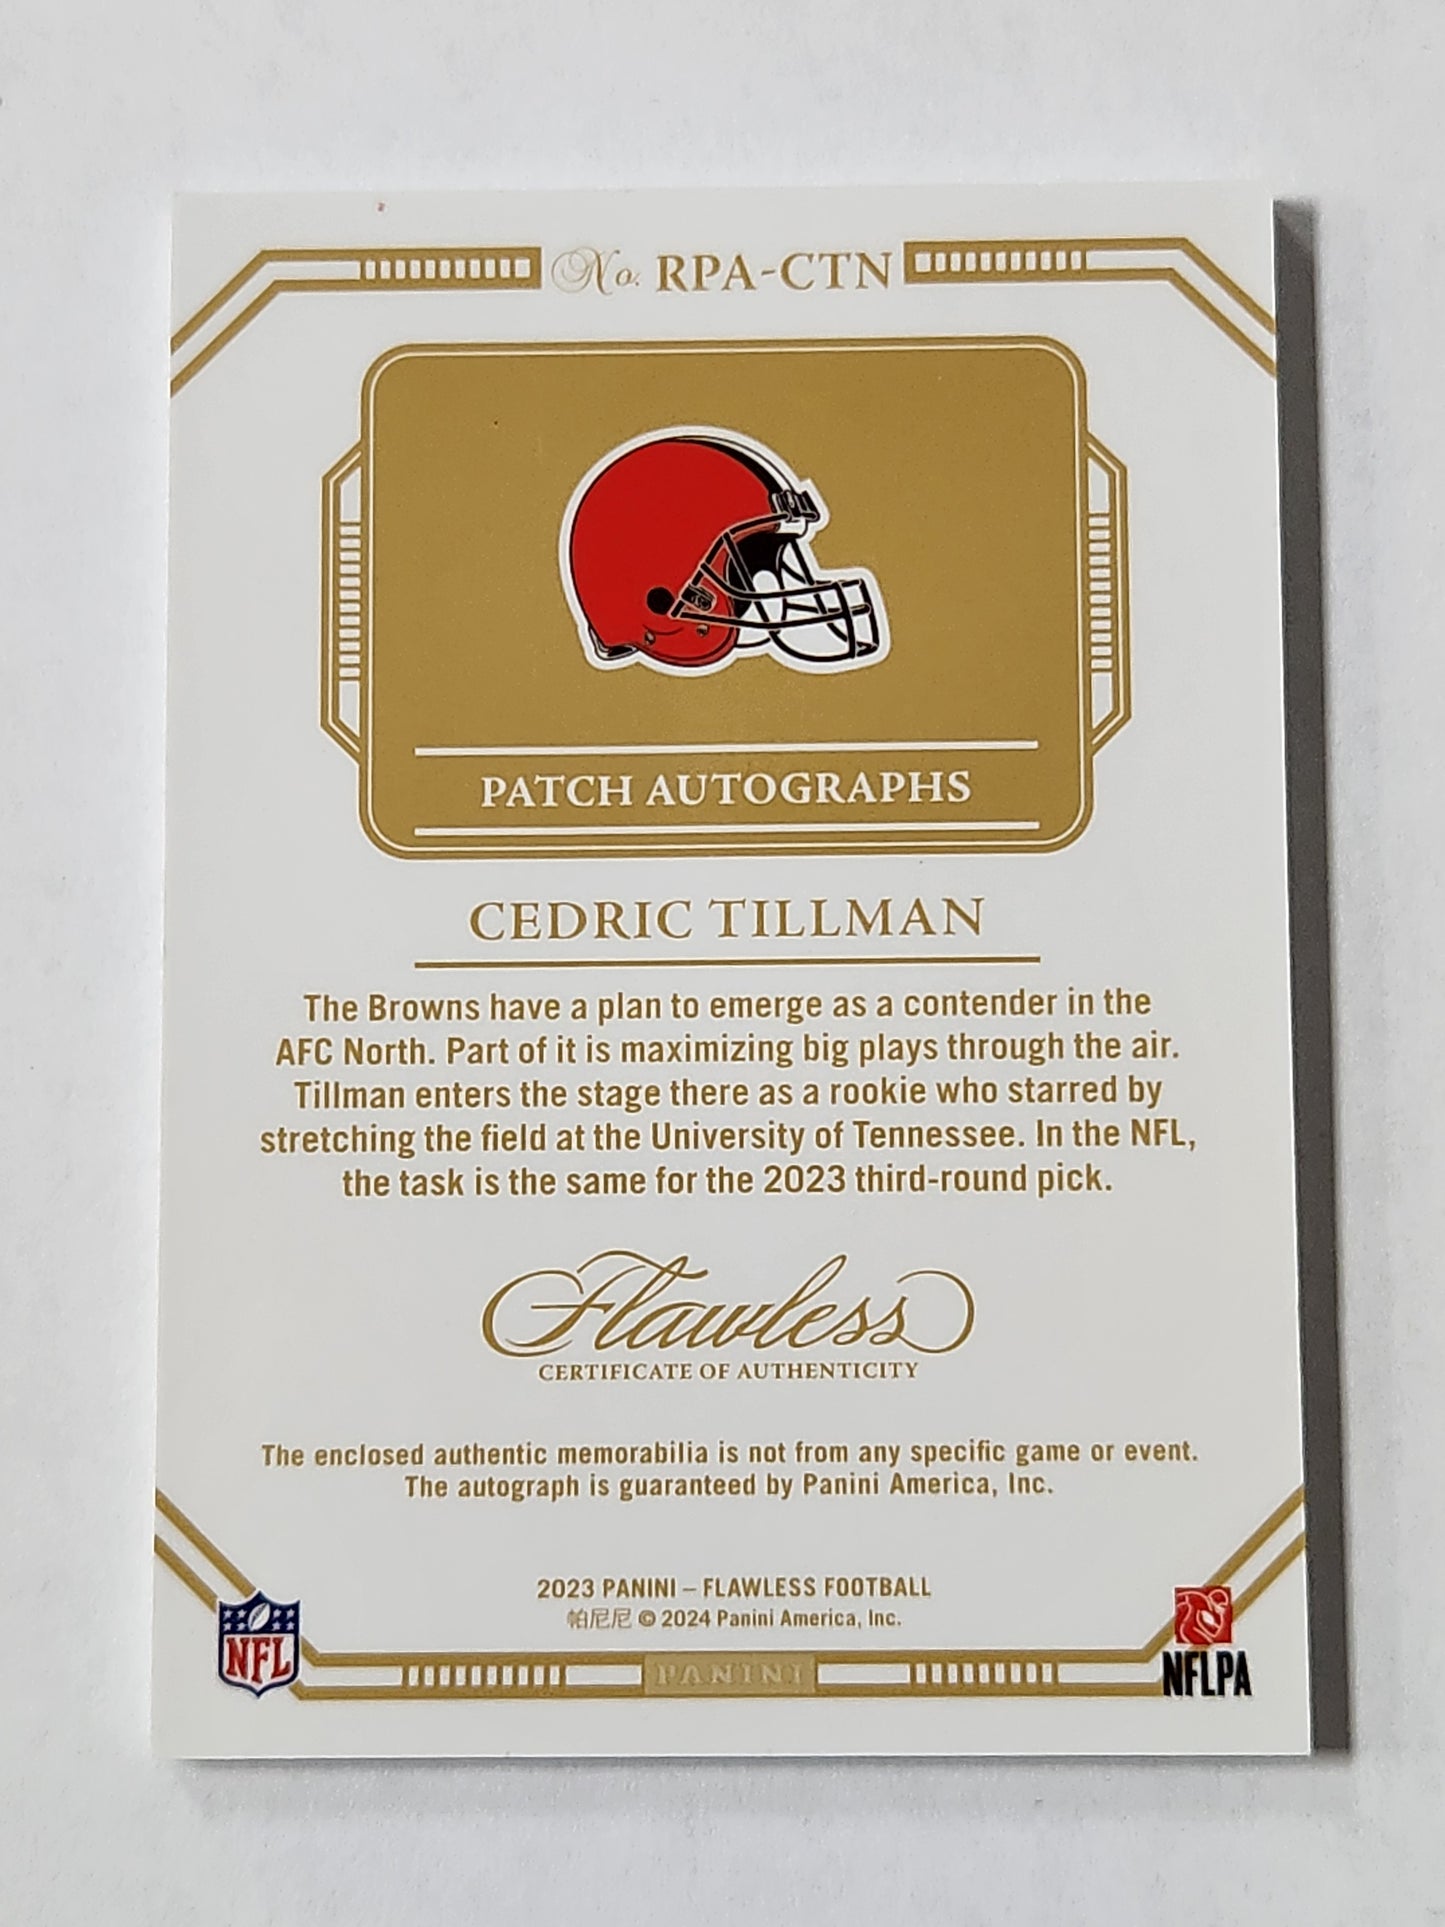 No. RPA-CTN
PATCH AUTOGRAPHS
CEDRIC TILLMAN
The Browns have a plan to emerge as a contender in the
AFC North. Part of it is maximizing big plays through the air.
Tillman enters the stage there as a rookie who starred by
stretching the field at the University of Tennessee. In the NFL,
the task is the same for the 2023 third-round pick.
Flawless
CERTIFICATE OF AUTHENTICITY
The enclosed authentic memorabilia is not from any specific game or event.
The autograph is guaranteed by Panini America, Inc.
2023 PANINI – FLAWLESS FOOTBALL
帕尼尼 © 2024 Panini America, Inc.
NFL
PANINI
NFLPA